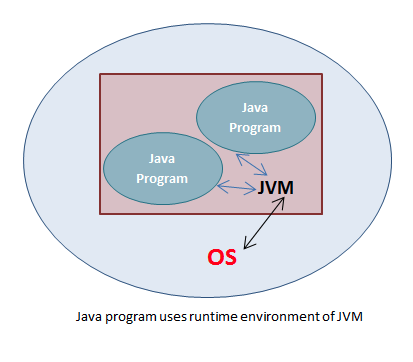 Java
Program
Java
Program
JVM
OS
Java program uses runtime environment of JVM